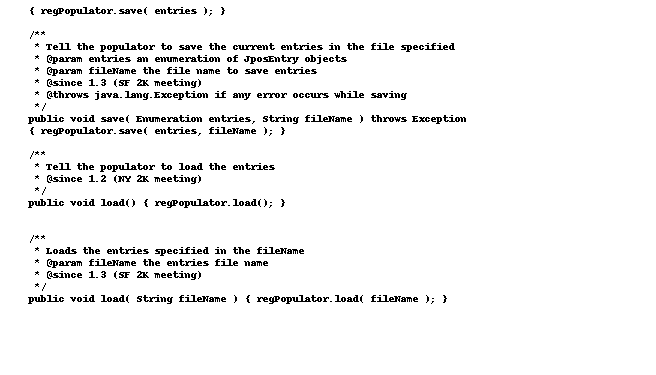 { regPopulator.save( entries ); }
/**
* Tell the populator to save the current entries in the file specified
* @param entries an enumeration of JposEntry objects
* @param fileName the file name to save entries
* @since 1.3 (SF 2K meeting)
* @throws java.lang.Exception if any error occurs while saving
*/
public void save( Enumeration entries, String fileName ) throws Exception
{ regPopulator.save( entries, fileName ); }
/**
* Tell the populator to load the entries
* @since 1.2 (NY 2K meeting)
*/
public void load() { regPopulator.load(); }
/**
* Loads the entries specified in the fileName
* @param fileName the entries file name
* @since 1.3 (SF 2K meeting)
*/
public void load( String fileName ) { regPopulator.load( fileName ); }